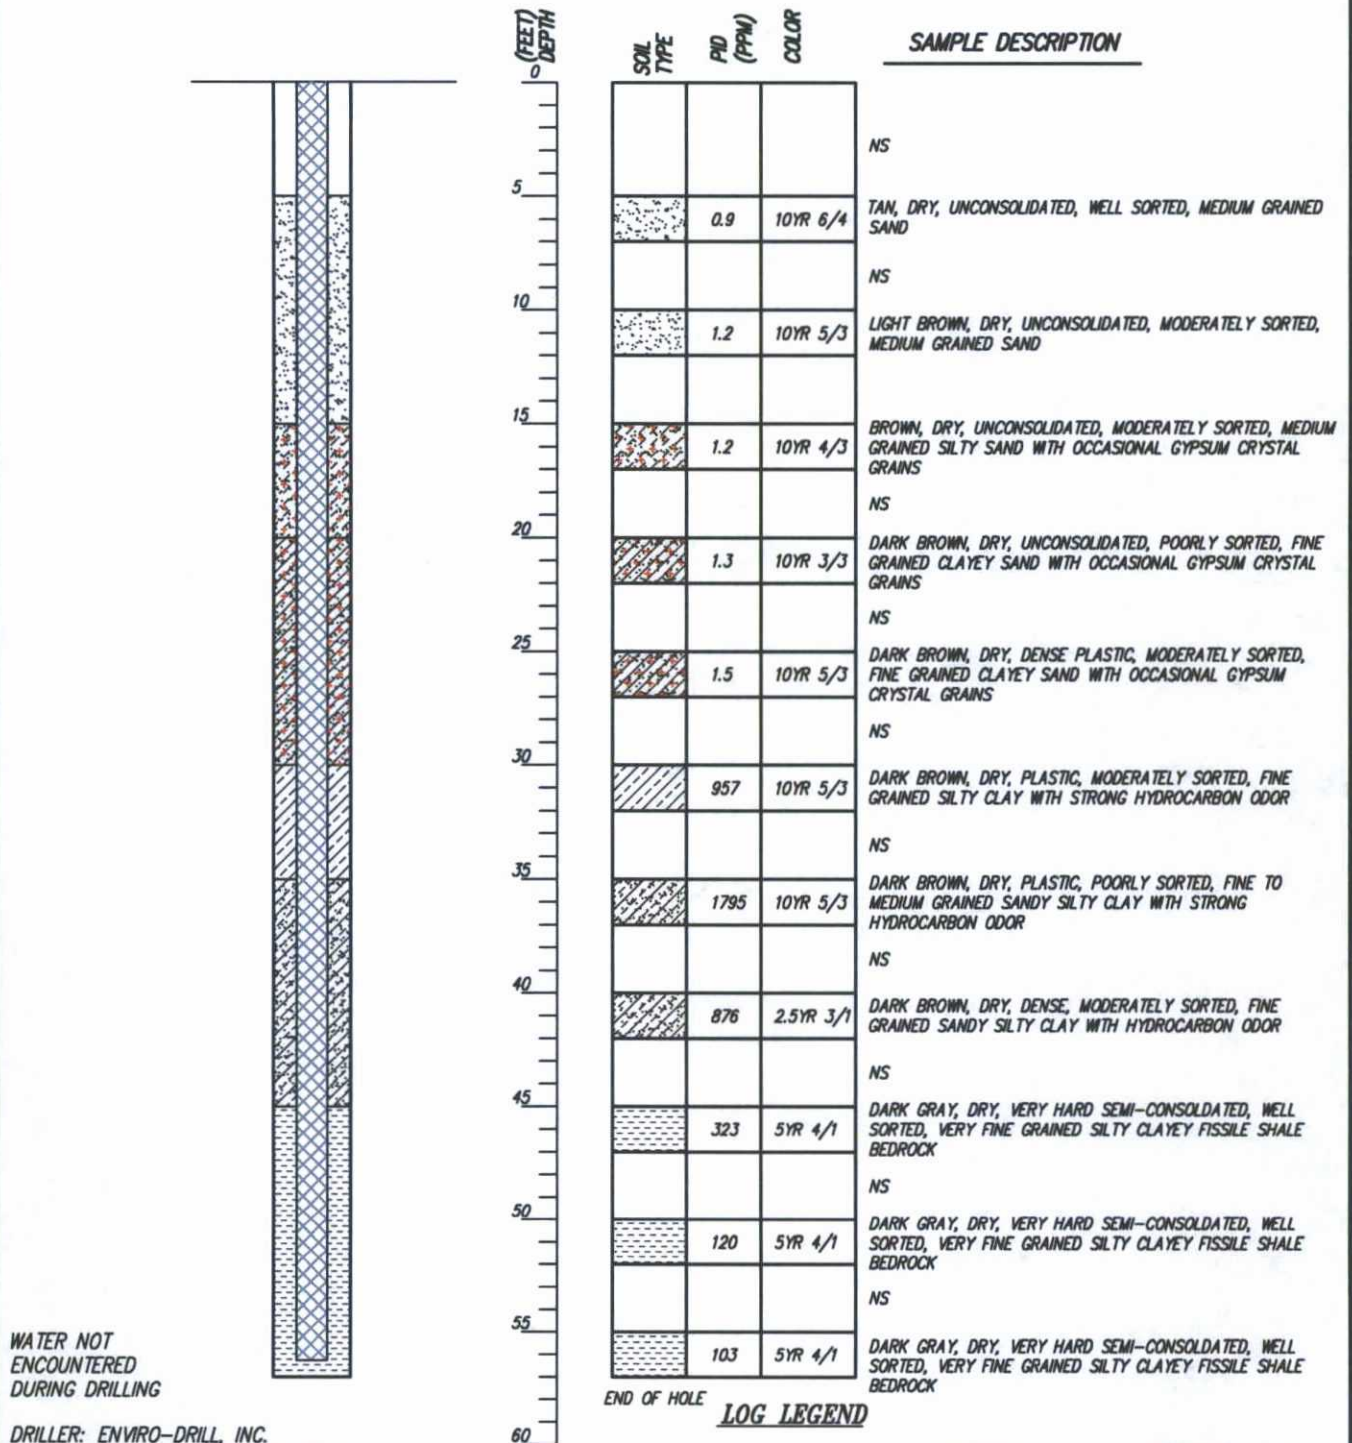 (FEET)
DEPTH
SOIL
TYPE
PID
(PPM)
COLOR
SAMPLE DESCRIPTION
0
NS
5
0.9 10YR 6/4 TAN, DRY, UNCONSOLIDATED, WELL SORTED, MEDIUM GRAINED
SAND
NS
10
1.2 10YR 5/3 LIGHT BROWN, DRY, UNCONSOLIDATED, MODERATELY SORTED,
MEDIUM GRAINED SAND
15
1.2 10YR 4/3 BROWN, DRY, UNCONSOLIDATED, MODERATELY SORTED, MEDIUM
GRAINED SILTY SAND WITH OCCASIONAL GYPSUM CRYSTAL
GRAINS
NS
20
1.3 10YR 3/3 DARK BROWN, DRY, UNCONSOLIDATED, POORLY SORTED, FINE
GRAINED CLAYEY SAND WITH OCCASIONAL GYPSUM CRYSTAL
GRAINS
NS
25
1.5 10YR 5/3 DARK BROWN, DRY, DENSE PLASTIC, MODERATELY SORTED,
FINE GRAINED CLAYEY SAND WITH OCCASIONAL GYPSUM
CRYSTAL GRAINS
NS
30
957 10YR 5/3 DARK BROWN, DRY, PLASTIC, MODERATELY SORTED, FINE
GRAINED SILTY CLAY WITH STRONG HYDROCARBON ODOR
NS
35
1795 10YR 5/3 DARK BROWN, DRY, PLASTIC, POORLY SORTED, FINE TO
MEDIUM GRAINED SANDY SILTY CLAY WITH STRONG
HYDROCARBON ODOR
NS
40
876 2.5YR 3/1 DARK BROWN, DRY, DENSE, MODERATELY SORTED, FINE
GRAINED SANDY SILTY CLAY WITH HYDROCARBON ODOR
NS
45
323 5YR 4/1 DARK GRAY, DRY, VERY HARD SEMI-CONSOLDATED, WELL
SORTED, VERY FINE GRAINED SILTY CLAYEY FISSILE SHALE
BEDROCK
NS
50
120 5YR 4/1 DARK GRAY, DRY, VERY HARD SEMI-CONSOLDATED, WELL
SORTED, VERY FINE GRAINED SILTY CLAYEY FISSILE SHALE
BEDROCK
NS
55
103 5YR 4/1 DARK GRAY, DRY, VERY HARD SEMI-CONSOLDATED, WELL
SORTED, VERY FINE GRAINED SILTY CLAYEY FISSILE SHALE
BEDROCK
WATER NOT
ENCOUNTERED
DURING DRILLING
END OF HOLE
LOG LEGEND
DRILLER: ENVIRO-DRILL, INC.
60